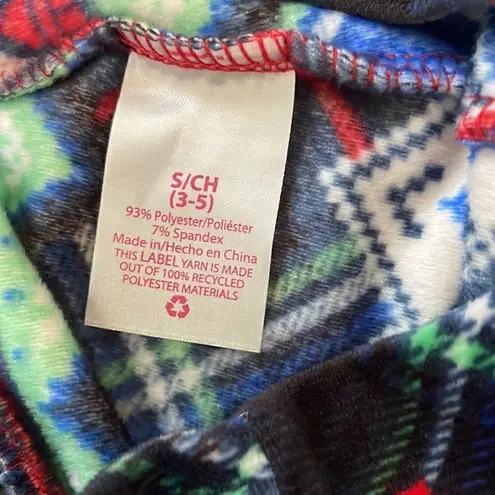 S/CH
(3-5)
93% Polyester/Poliéster
7% Spandex
Made in/Hecho en China
THIS LABEL YARN IS MADE
OUT OF 100% RECYCLED
POLYESTER MATERIALS